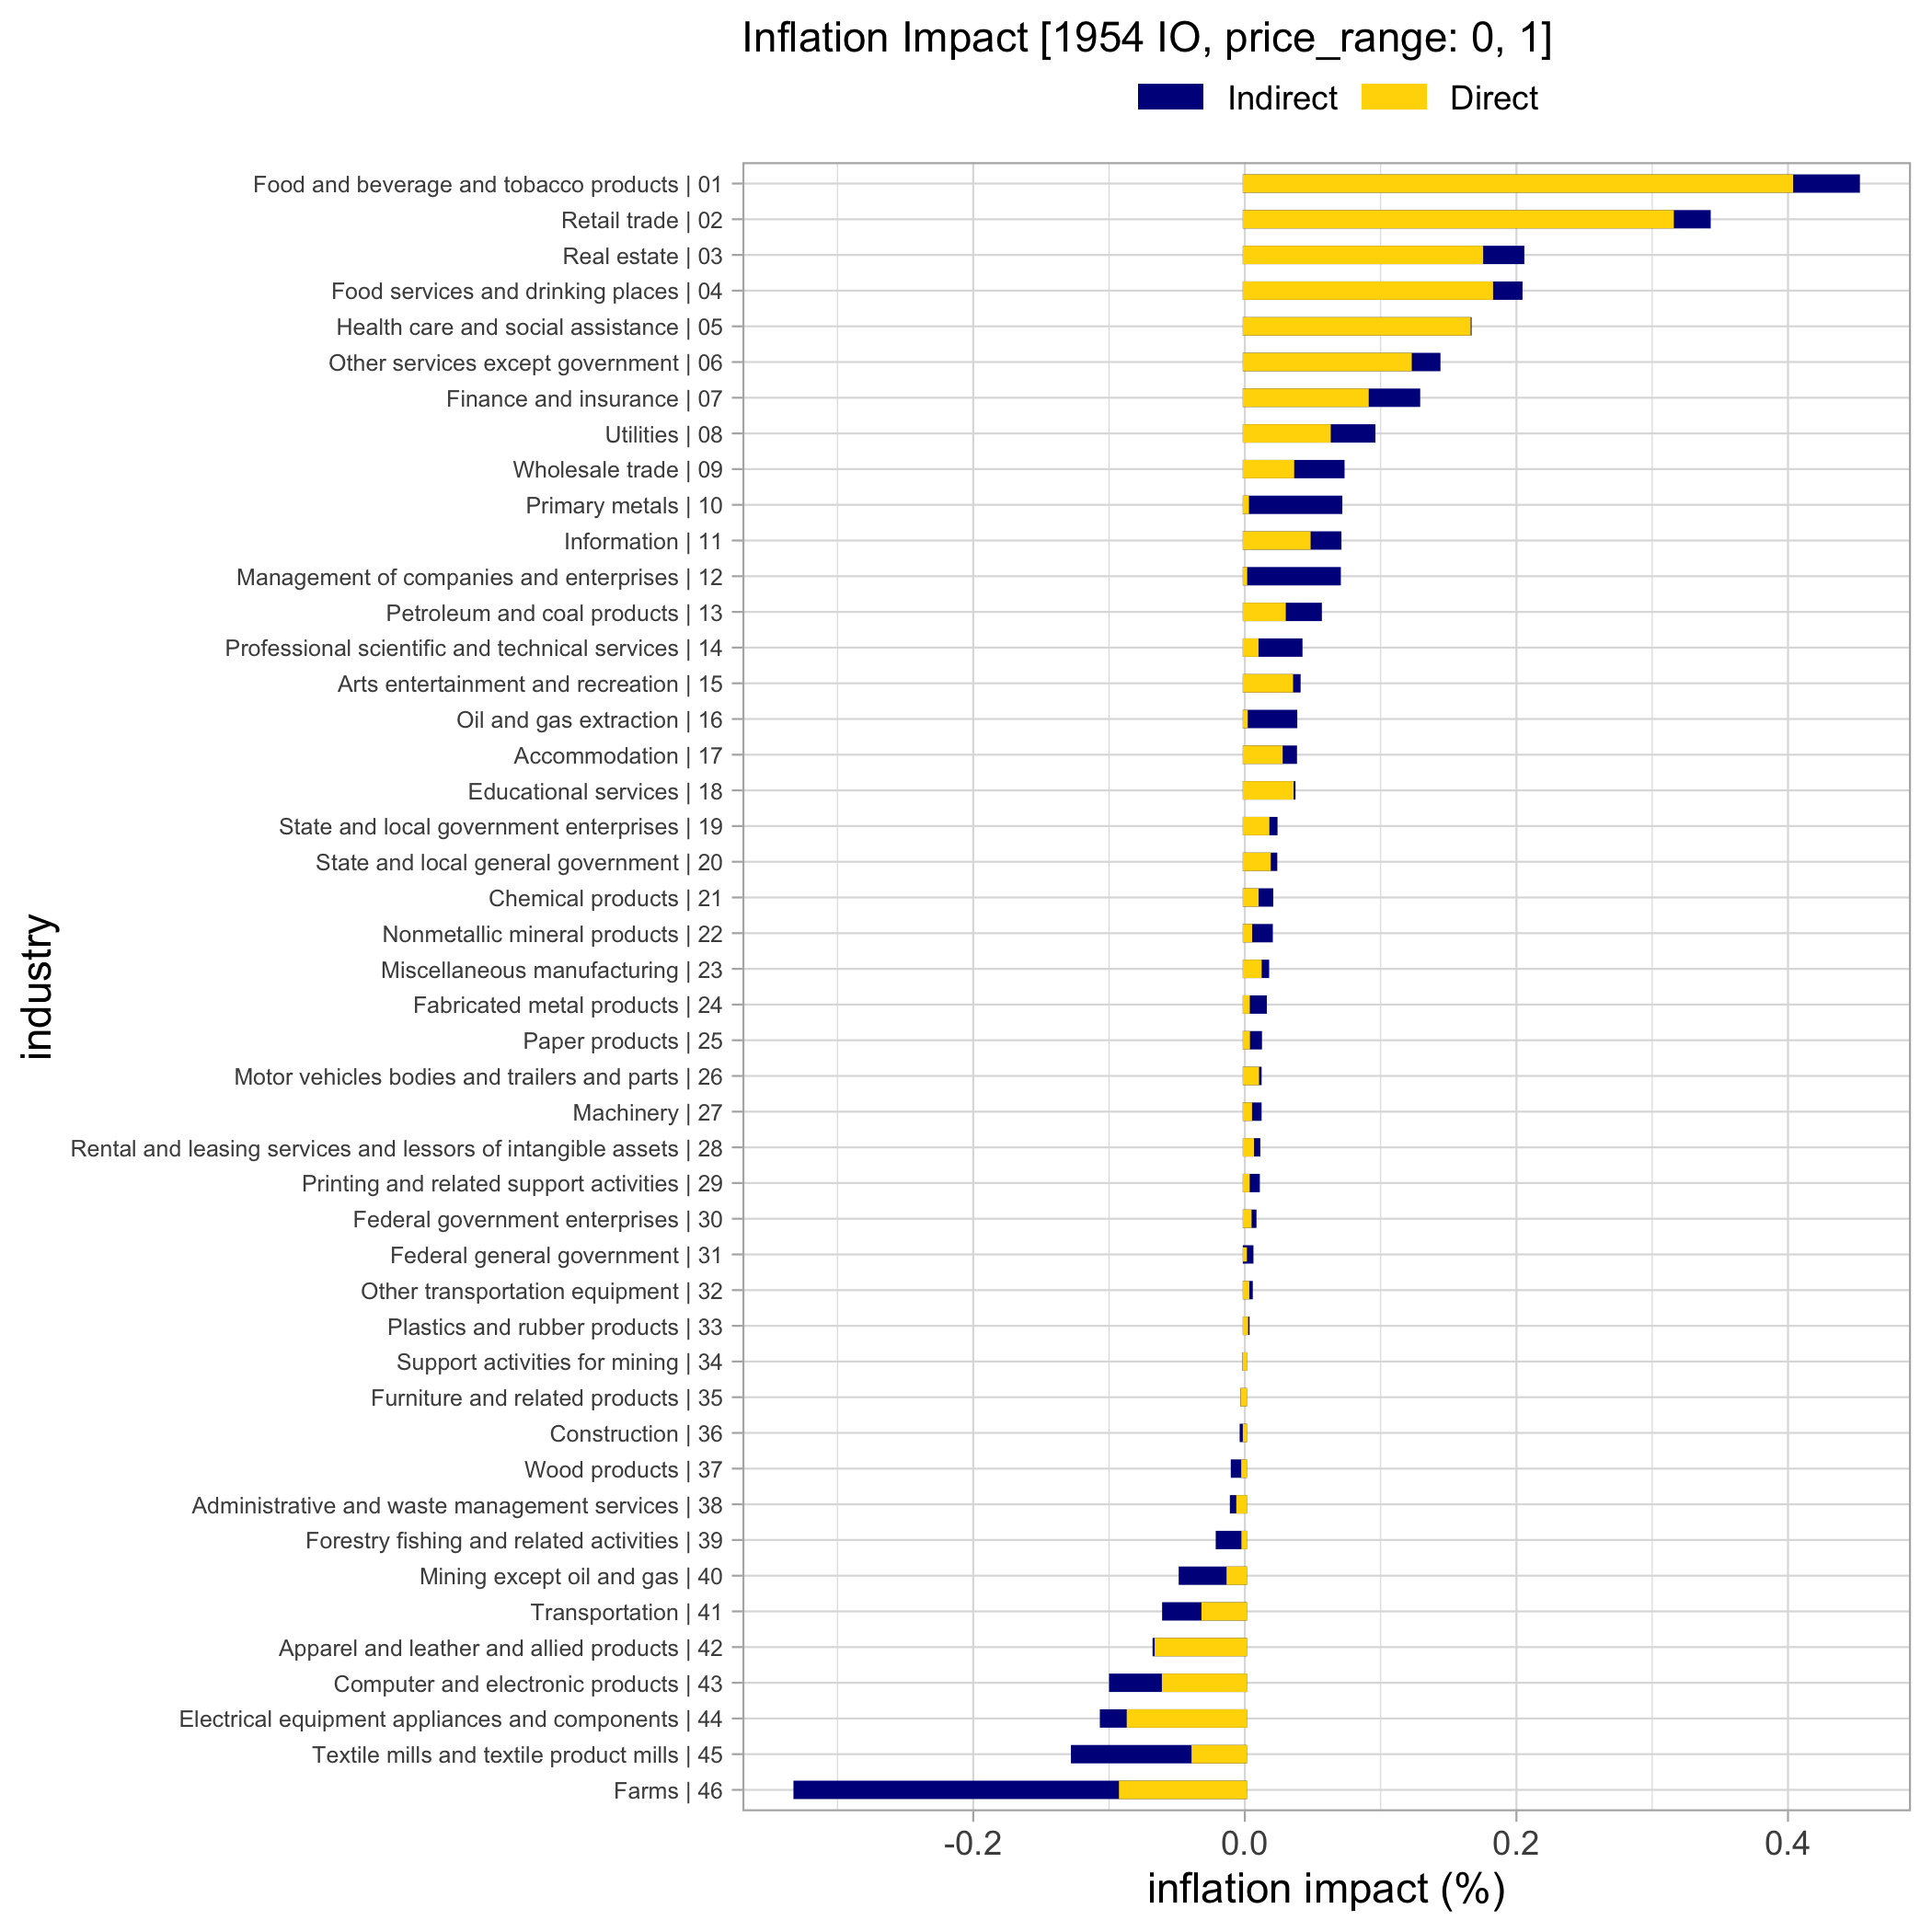 Inflation Impact [1954 IO, price_range: 0, 1]
Indirect Direct
Food and beverage and tobacco products | 01
Retail trade | 02
Real estate | 03
Food services and drinking places | 04
Health care and social assistance | 05
Other services except government | 06
Finance and insurance | 07
Utilities | 08
Wholesale trade | 09
Primary metals | 10
Information | 11
Management of companies and enterprises | 12
Petroleum and coal products | 13
Professional scientific and technical services | 14
Arts entertainment and recreation | 15
Oil and gas extraction | 16
Accommodation | 17
Educational services | 18
State and local government enterprises | 19
State and local general government | 20
Chemical products | 21
Nonmetallic mineral products | 22
Miscellaneous manufacturing | 23
Fabricated metal products | 24
Paper products | 25
Motor vehicles bodies and trailers and parts | 26
Machinery | 27
Rental and leasing services and lessors of intangible assets | 28
Printing and related support activities | 29
Federal government enterprises | 30
Federal general government | 31
Other transportation equipment | 32
Plastics and rubber products | 33
Support activities for mining | 34
Furniture and related products | 35
Construction | 36
Wood products | 37
Administrative and waste management services | 38
Forestry fishing and related activities | 39
Mining except oil and gas | 40
Transportation | 41
Apparel and leather and allied products | 42
Computer and electronic products | 43
Electrical equipment appliances and components | 44
Textile mills and textile product mills | 45
Farms | 46
industry
-0.2 0.0 0.2 0.4
inflation impact (%)